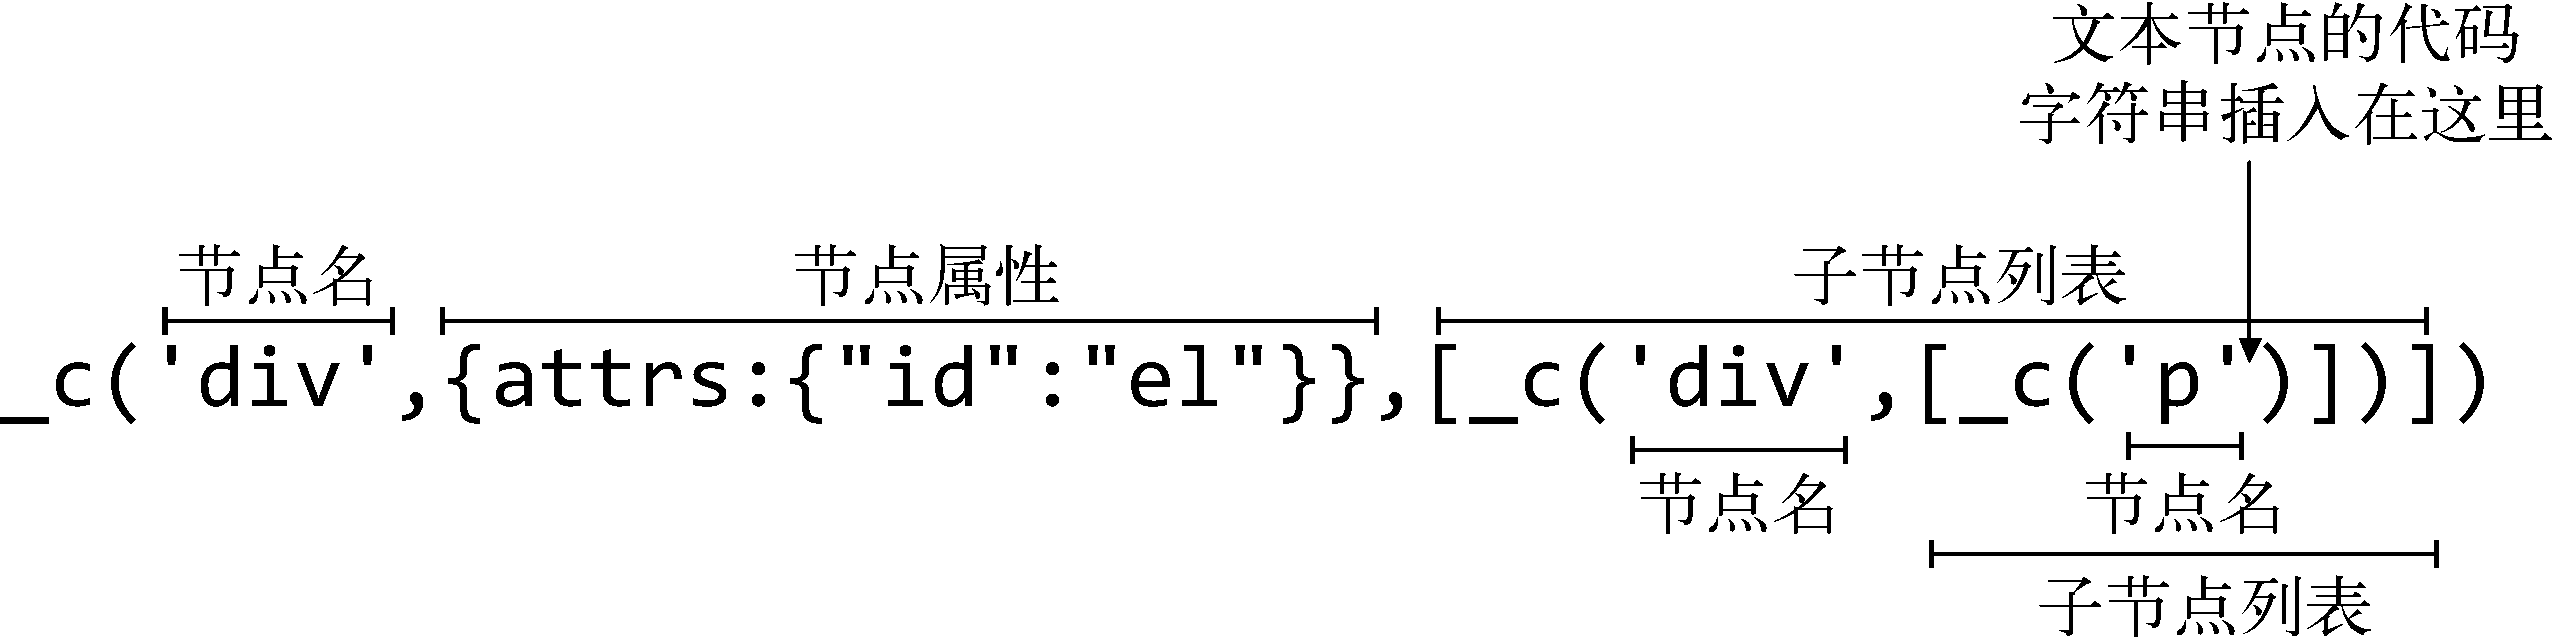 文本节点的代码
字符串插入在这里
节点名 节点属性 子节点列表
_c('div',{attrs:{"id":"el"}},[_c('div',[_c('p')])])
节点名 节点名
子节点列表